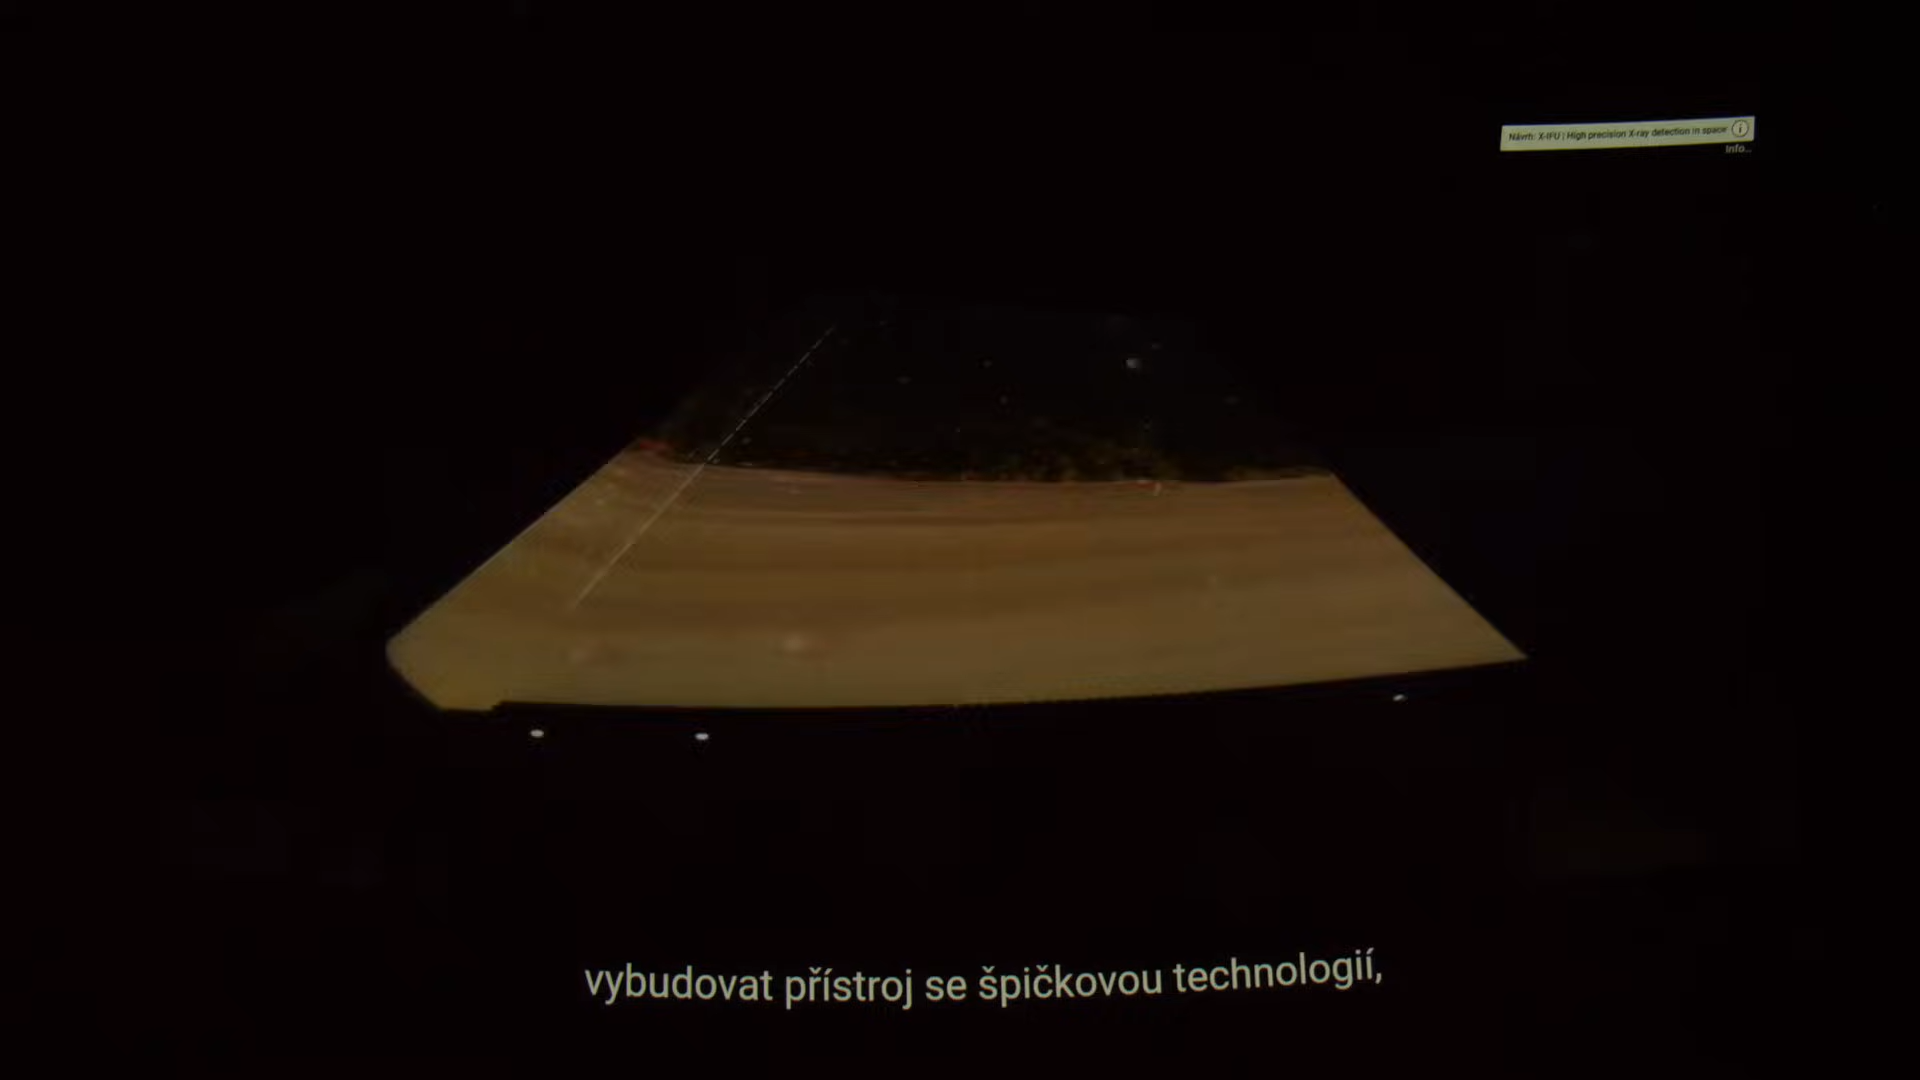 Návrh: X-IFU | High precision X-ray detection in space
Info...
vybudovat přístroj se špičkovou technologií,